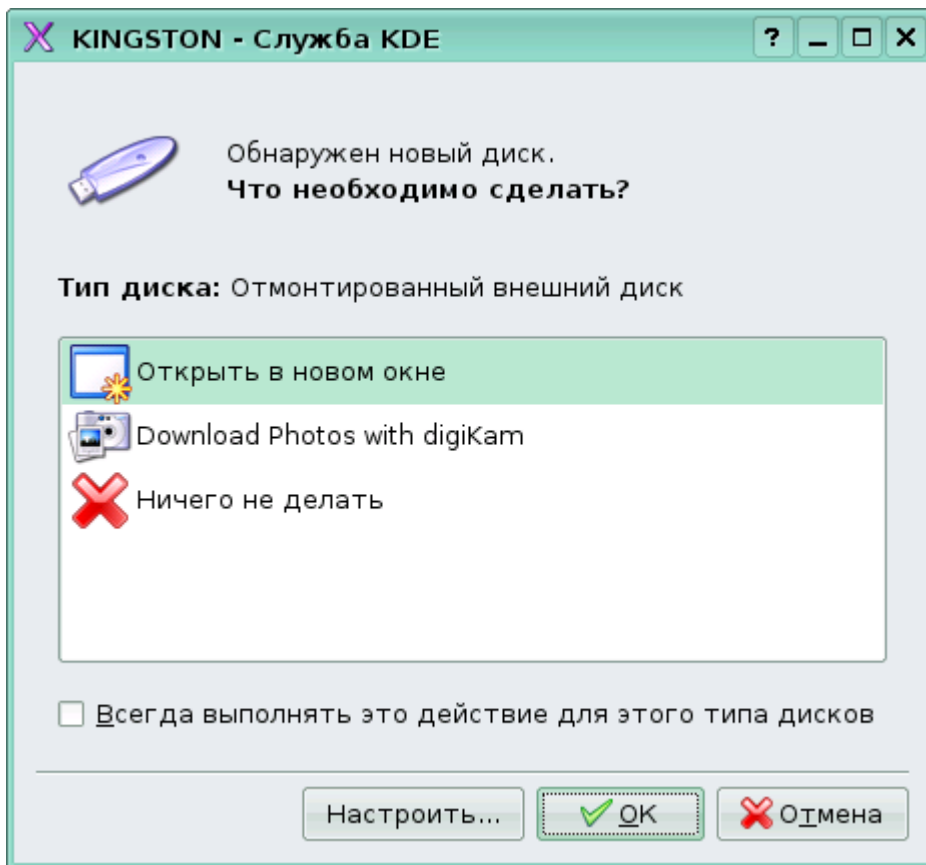 KINGSTON - Служба KDE
Обнаружен новый диск.
Что необходимо сделать?
Тип диска: Отмонтированный внешний диск
Открыть в новом окне
Download Photos with digiKam
Ничего не делать
Всегда выполнять это действие для этого типа дисков
Настроить... OK Отмена